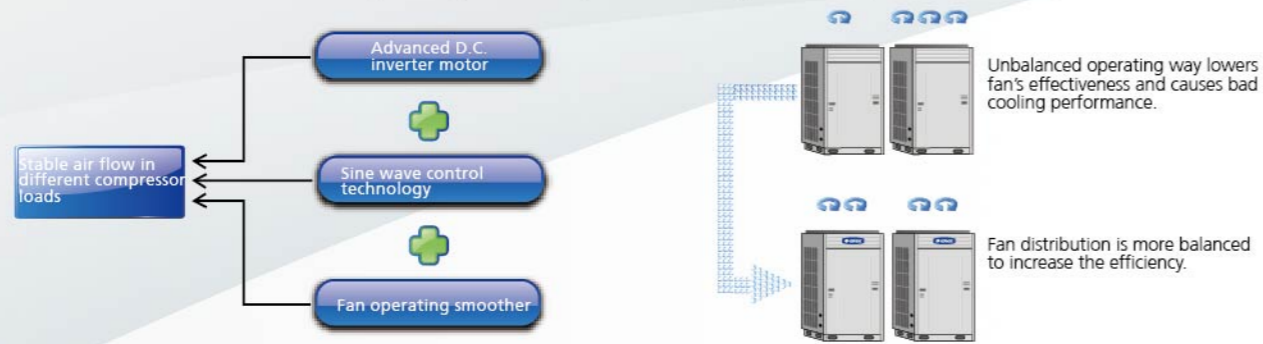 Advanced D.C.
inverter motor
Stable air flow in
different compressor
loads
Sine wave control
technology
Fan operating smoother
Unbalanced operating way lowers
fan's effectiveness and causes bad
cooling performance.
Fan distribution is more balanced
to increase the efficiency.